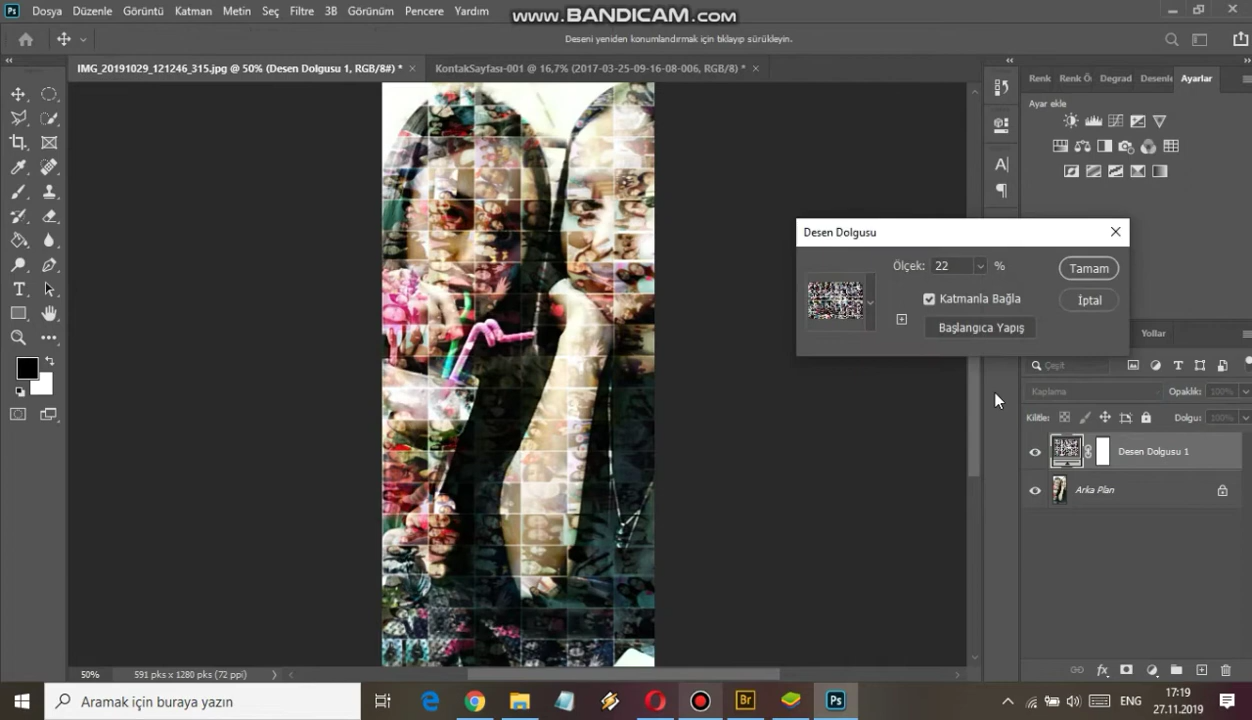 www.BANDICAM.com
Ps Dosya Düzenle Görüntü Katman Metin Seç Filtre 3B Görünüm Pencere Yardım
Deseni yeniden konumlandırmak için tıklayıp sürükleyin.
IMG_20191029_121246_315.jpg @ 50% (Desen Dolgusu 1, RGB/8#) * ×
KontakSayfası-001 @ 16,7% (2017-03-25-09-16-08-006, RGB/8) * ×
Renk Renk Ö Degrad Desenle Ayarlar
Ayar ekle
Desen Dolgusu
Ölçek: 22 %
Tamam
Katmanla Bağla
İptal
Başlangıca Yapış
Yollar
Çeşit
Kaplama Opaklık: 100%
Kilitle: Dolgu: 100%
Desen Dolgusu 1
Arka Plan
50% 591 pks x 1280 pks (72 ppi)
Aramak için buraya yazın
Br
Ps
ENG
17:19
27.11.2019